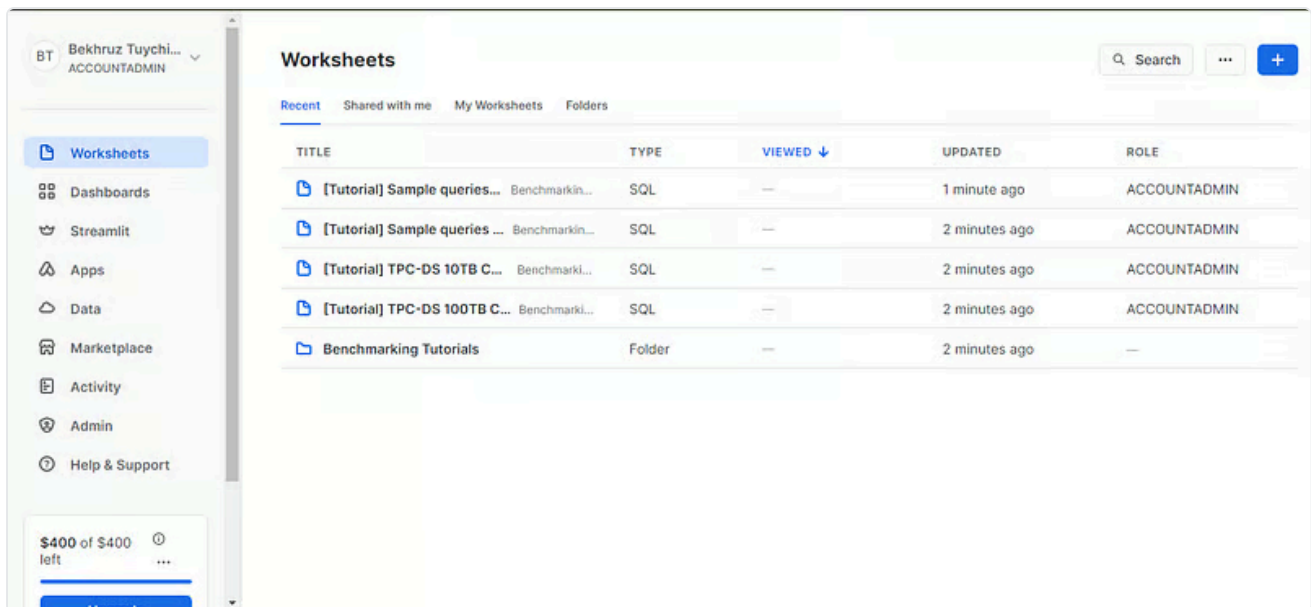 BT Bekhruz Tuychi...
ACCOUNTADMIN
Worksheets
Dashboards
Streamlit
Apps
Data
Marketplace
Activity
Admin
Help & Support
$400 of $400
left ...
Worksheets
Search ... +
Recent Shared with me My Worksheets Folders
TITLE TYPE VIEWED UPDATED ROLE
[Tutorial] Sample queries... Benchmarkin... SQL — 1 minute ago ACCOUNTADMIN
[Tutorial] Sample queries ... Benchmarkin... SQL — 2 minutes ago ACCOUNTADMIN
[Tutorial] TPC-DS 10TB C... Benchmarki... SQL — 2 minutes ago ACCOUNTADMIN
[Tutorial] TPC-DS 100TB C... Benchmarki... SQL — 2 minutes ago ACCOUNTADMIN
Benchmarking Tutorials Folder — 2 minutes ago —